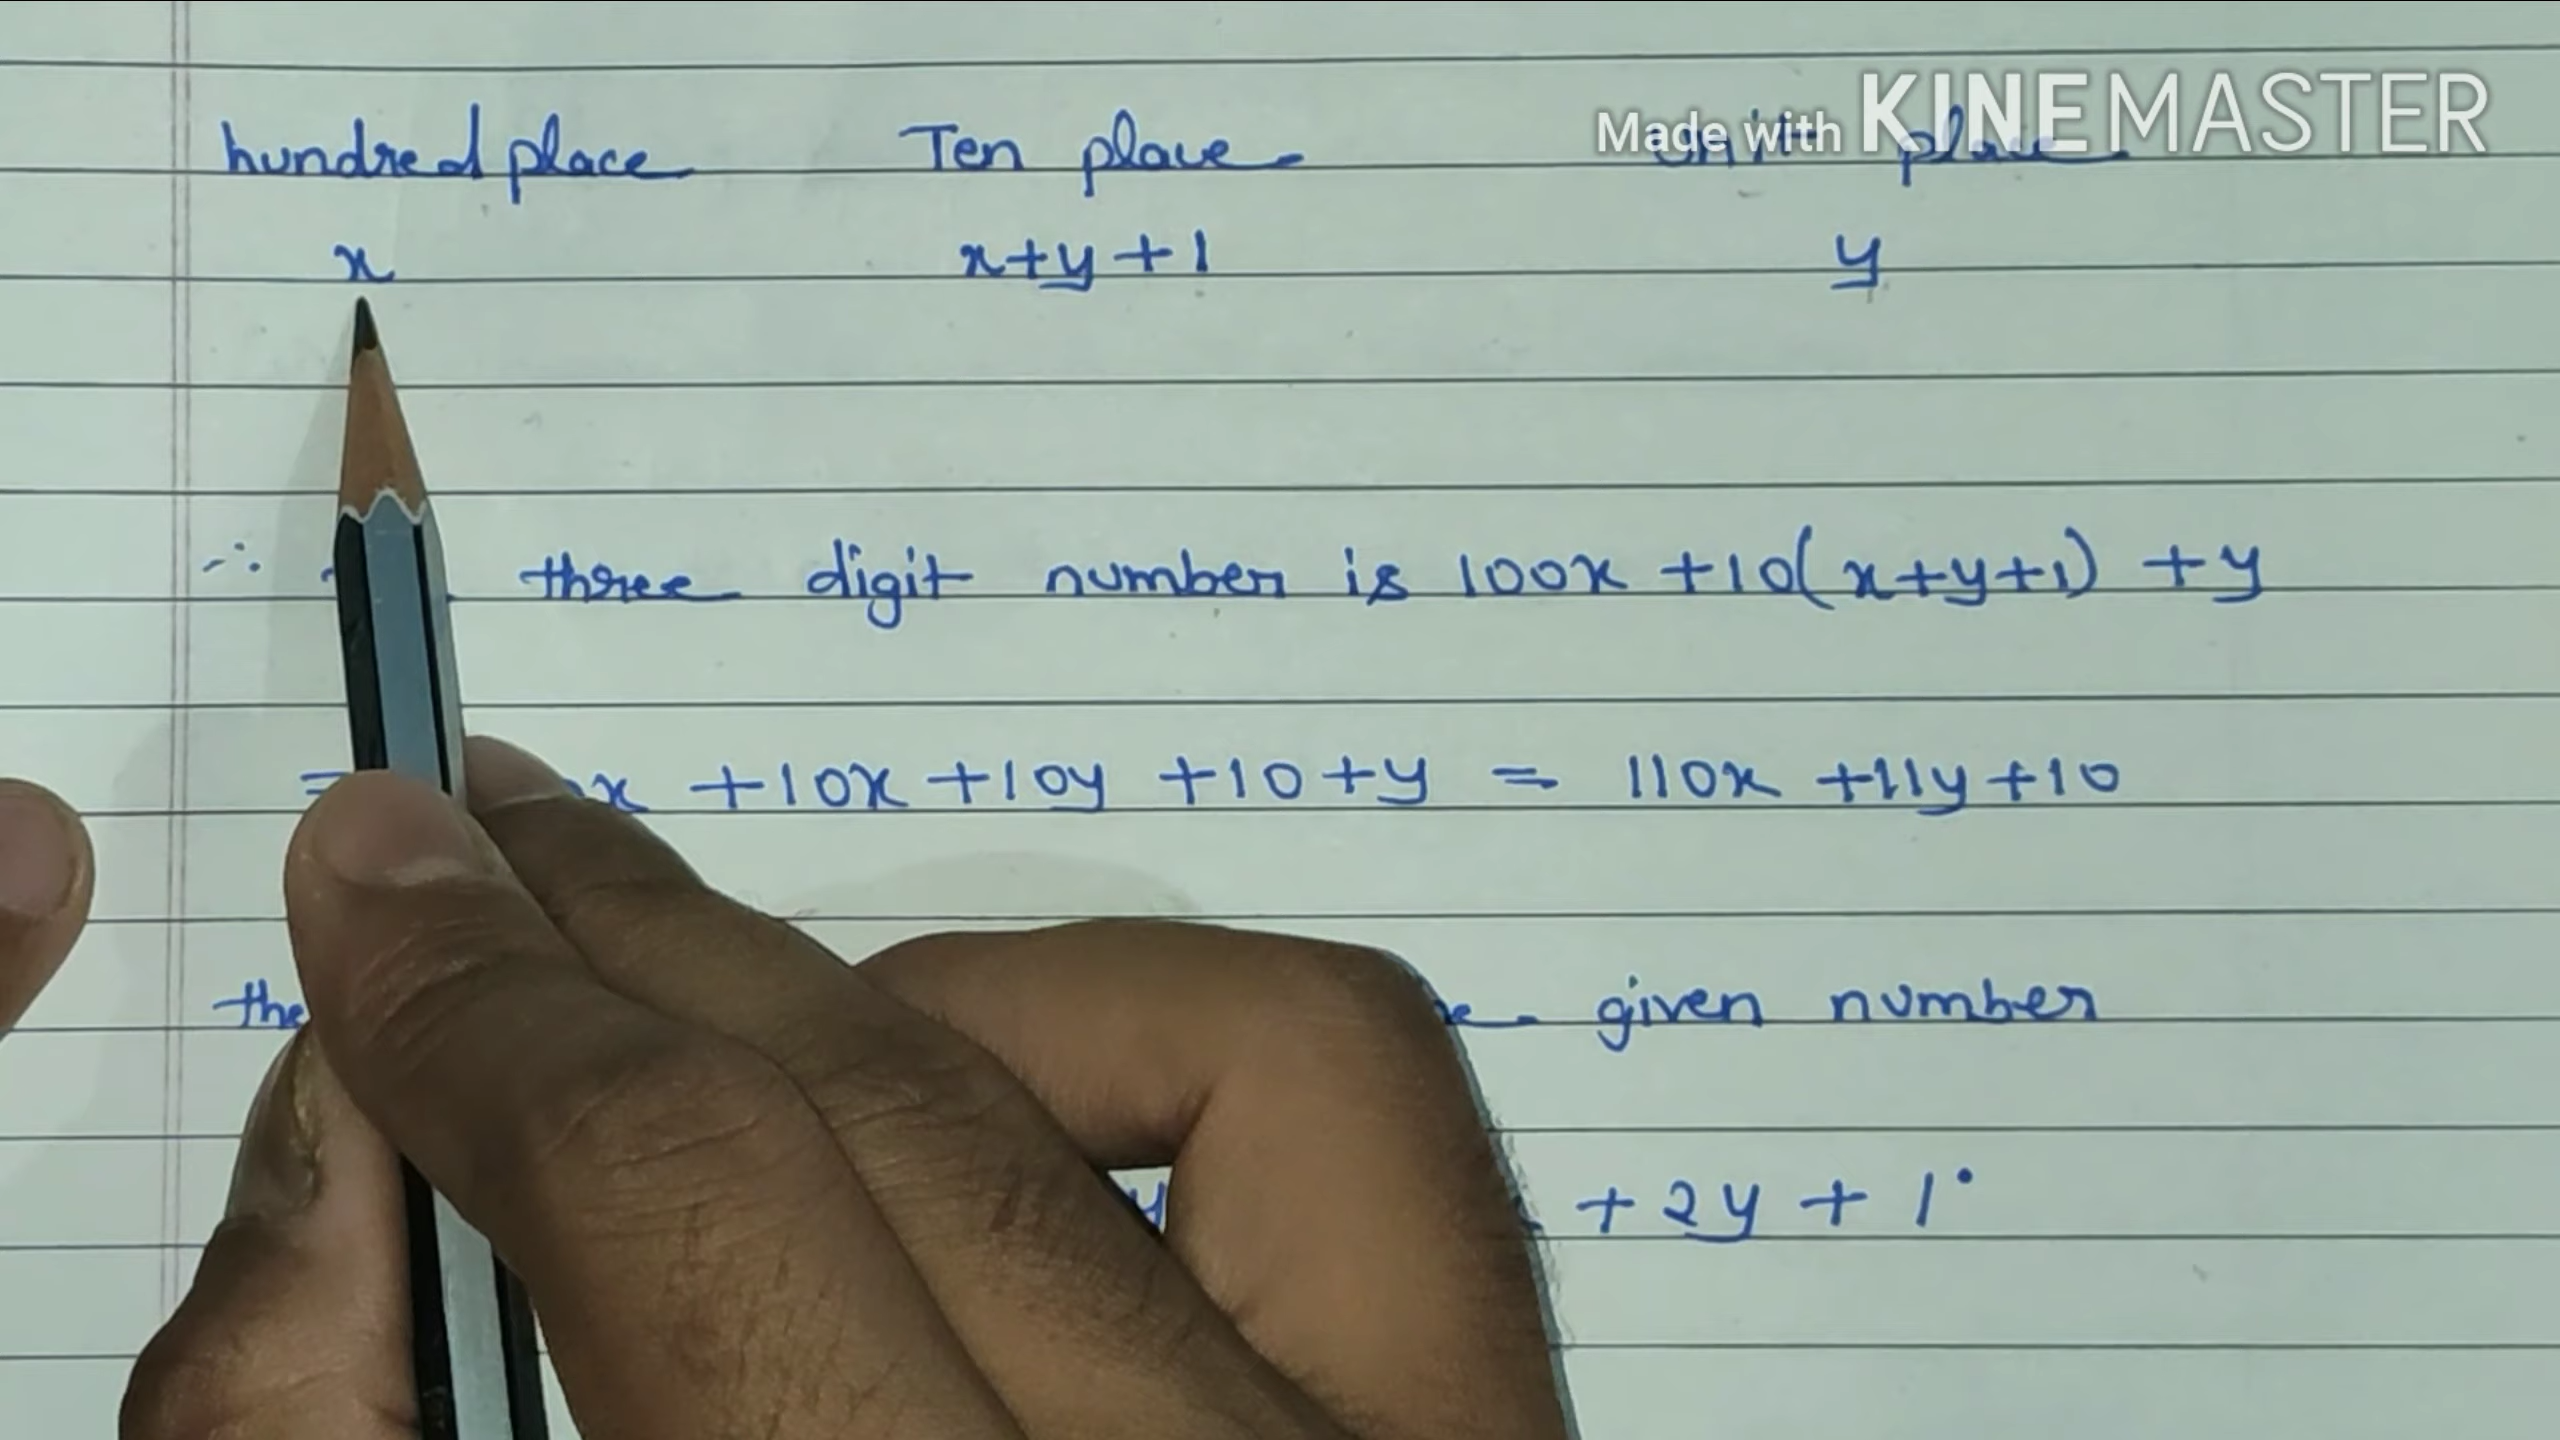 Made with KINEMASTER
hundred place Ten place unit place
x x+y+1 y
∴ three digit number is 100x +10(x+y+1) +y
= x +10x +10y +10+y = 110x +11y+10
the given number
y +2y+1